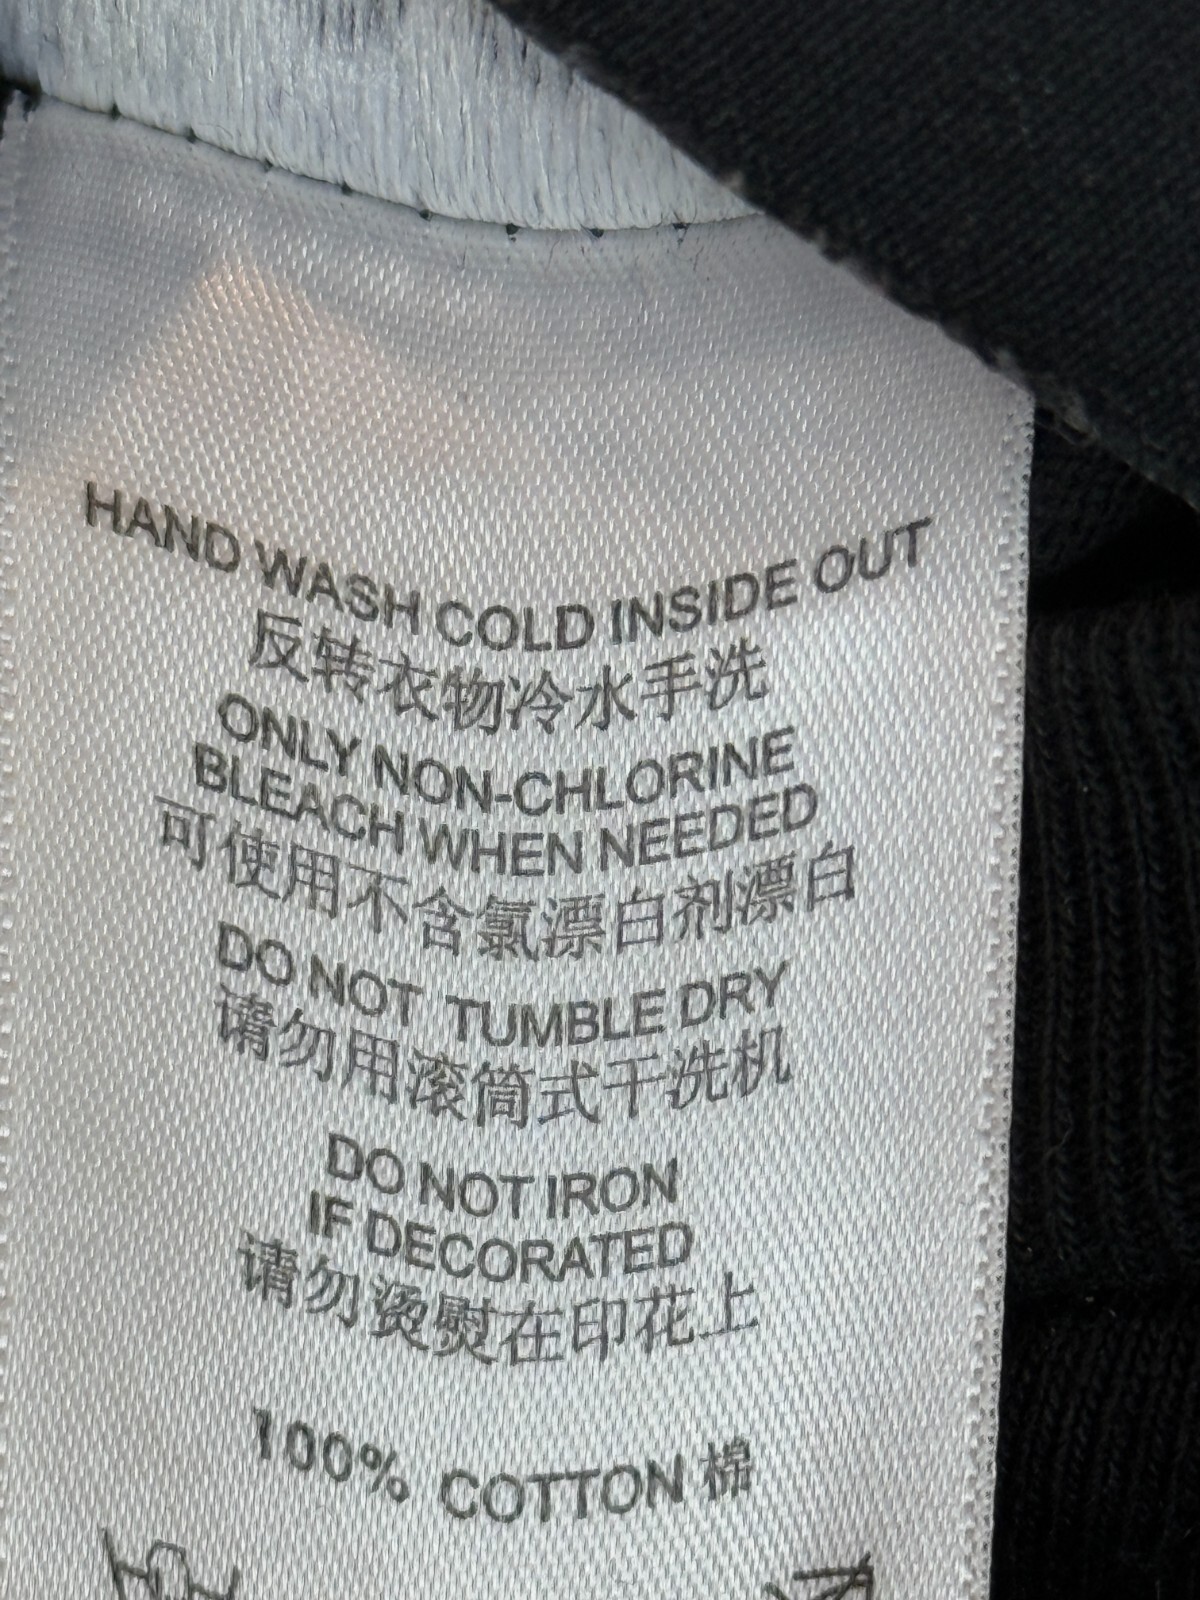 HAND WASH COLD INSIDE OUT
反转衣物冷水手洗
ONLY NON-CHLORINE
BLEACH WHEN NEEDED
可使用不含氯漂白剂漂白
DO NOT TUMBLE DRY
请勿用滚筒式干洗机
DO NOT IRON
IF DECORATED
请勿烫熨在印花上
100% COTTON 棉